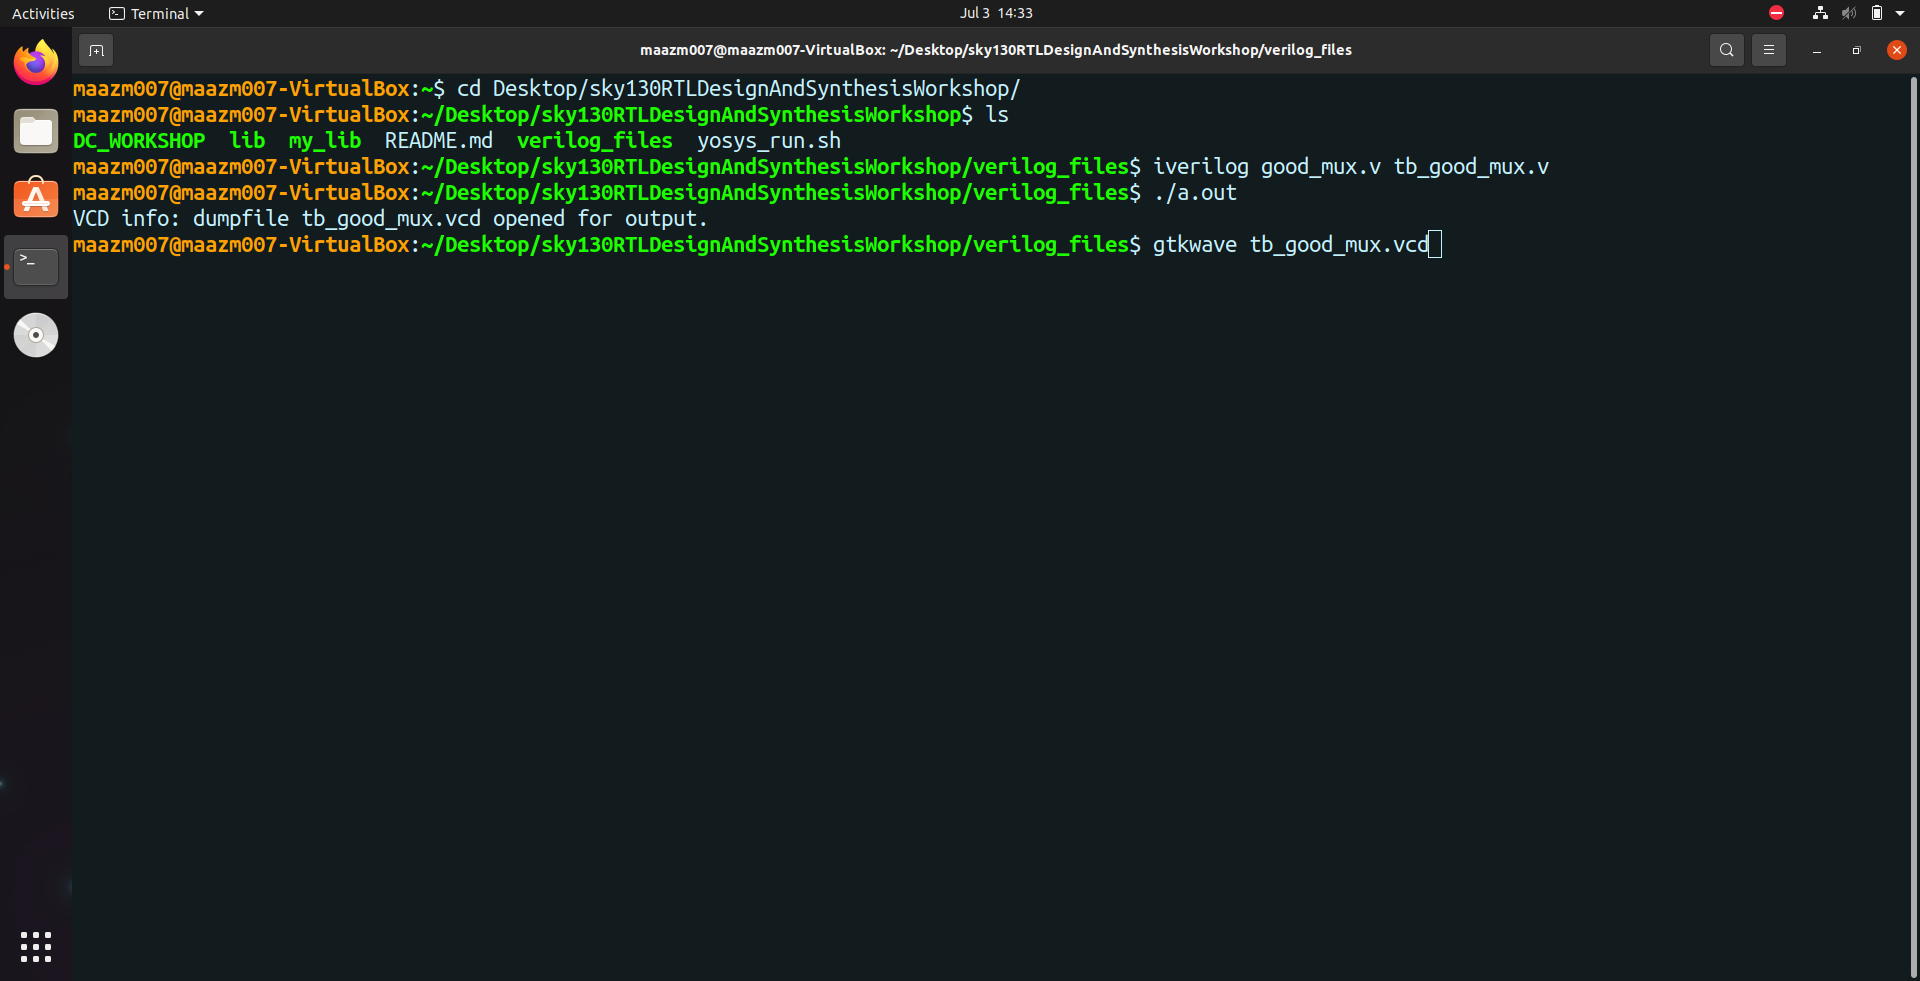 Activities
Terminal
Jul 3 14:33
maazm007@maazm007-VirtualBox: ~/Desktop/sky130RTLDesignAndSynthesisWorkshop/verilog_files
maazm007@maazm007-VirtualBox:~$ cd Desktop/sky130RTLDesignAndSynthesisWorkshop/
maazm007@maazm007-VirtualBox:~/Desktop/sky130RTLDesignAndSynthesisWorkshop$ ls
DC_WORKSHOP  lib  my_lib  README.md  verilog_files  yosys_run.sh
maazm007@maazm007-VirtualBox:~/Desktop/sky130RTLDesignAndSynthesisWorkshop/verilog_files$ iverilog good_mux.v tb_good_mux.v
maazm007@maazm007-VirtualBox:~/Desktop/sky130RTLDesignAndSynthesisWorkshop/verilog_files$ ./a.out
VCD info: dumpfile tb_good_mux.vcd opened for output.
maazm007@maazm007-VirtualBox:~/Desktop/sky130RTLDesignAndSynthesisWorkshop/verilog_files$ gtkwave tb_good_mux.vcd